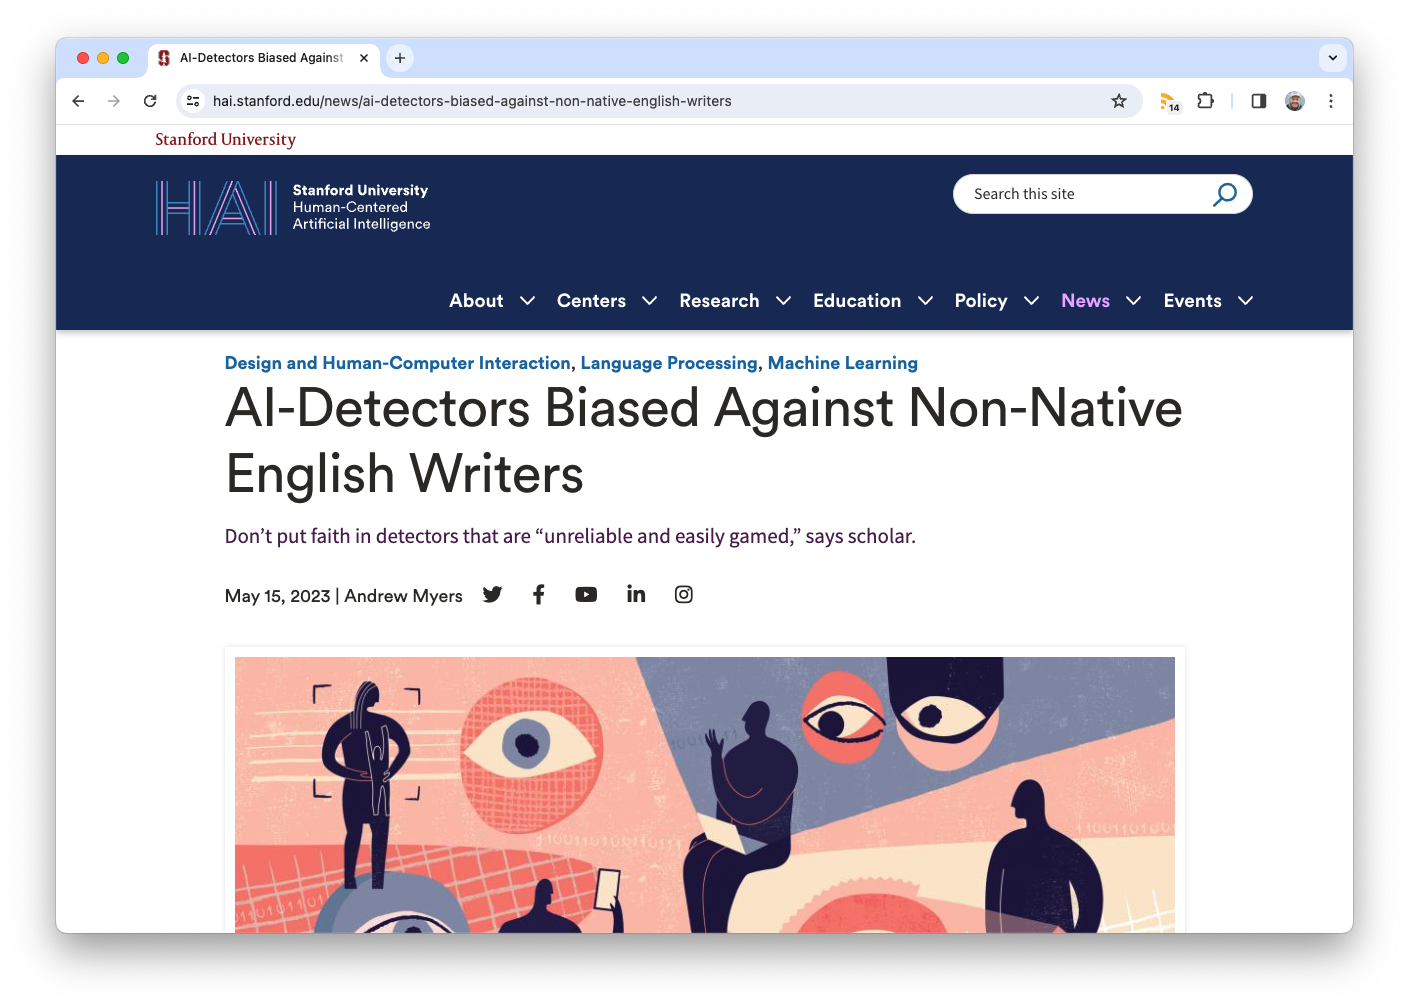 AI-Detectors Biased Against
hai.stanford.edu/news/ai-detectors-biased-against-non-native-english-writers
14
Stanford University
HAI
Stanford University
Human-Centered
Artificial Intelligence
Search this site
About
Centers
Research
Education
Policy
News
Events
Design and Human-Computer Interaction, Language Processing, Machine Learning
AI-Detectors Biased Against Non-Native
English Writers
Don’t put faith in detectors that are “unreliable and easily gamed,” says scholar.
May 15, 2023 | Andrew Myers